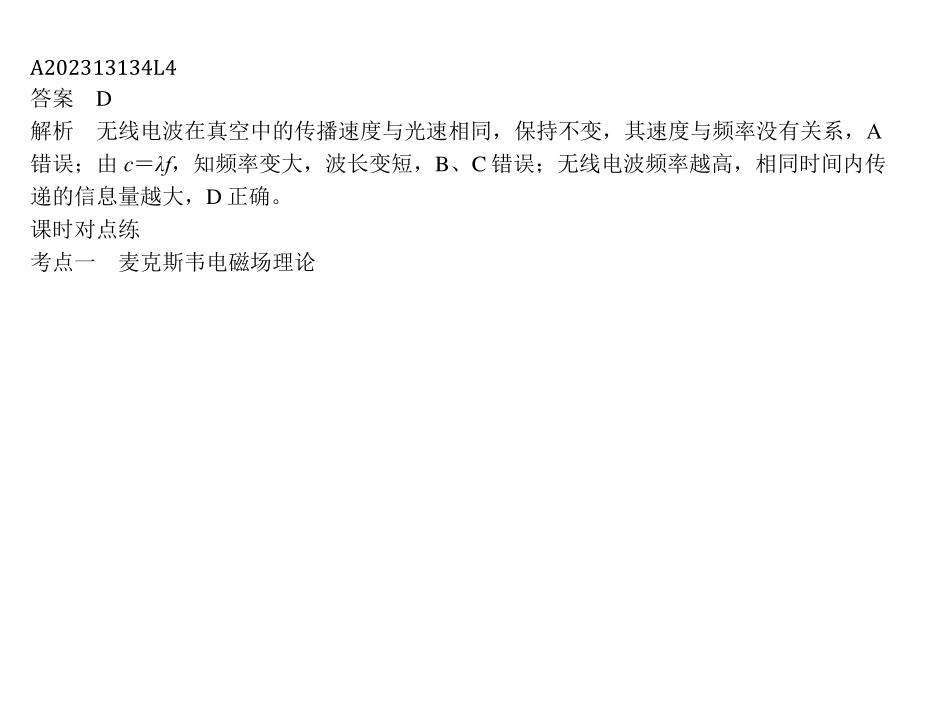 A202313134L4
答案　D
解析　无线电波在真空中的传播速度与光速相同，保持不变，其速度与频率没有关系，A
错误；由 c＝λf，知频率变大，波长变短，B、C 错误；无线电波频率越高，相同时间内传
递的信息量越大，D 正确。
课时对点练
考点一　麦克斯韦电磁场理论